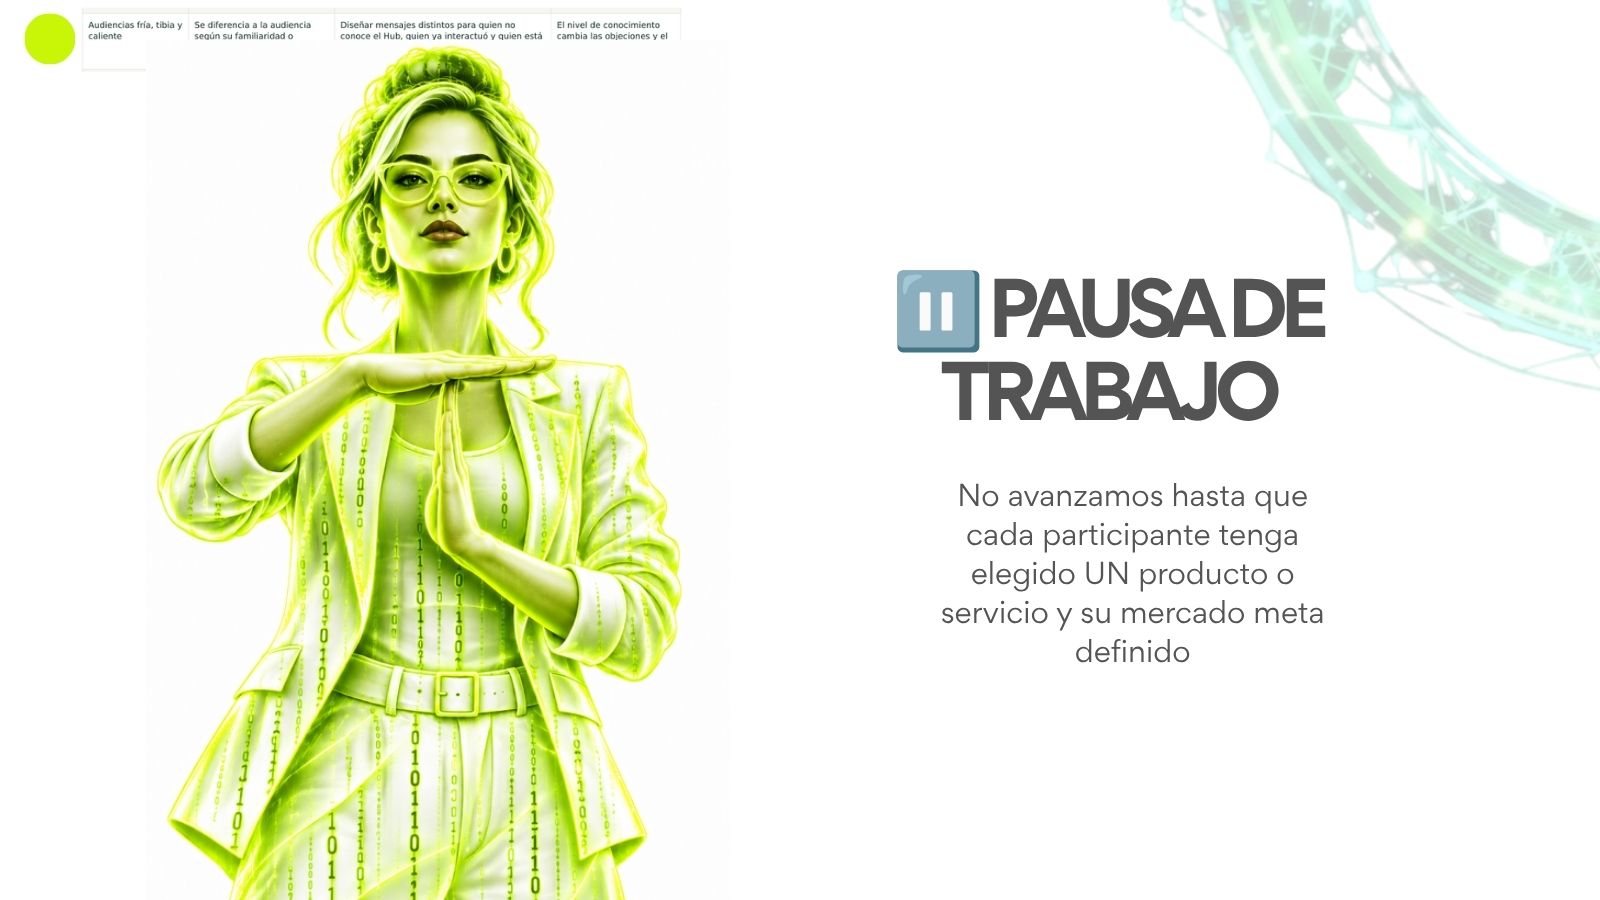 Audiencias fría, tibia y
caliente
Se diferencia a la audiencia
según su familiaridad o
Diseñar mensajes distintos para quien no
conoce el Hub, quien ya interactuó y quien está
El nivel de conocimiento
cambia las objeciones y el
PAUSA DE
TRABAJO
No avanzamos hasta que
cada participante tenga
elegido UN producto o
servicio y su mercado meta
definido